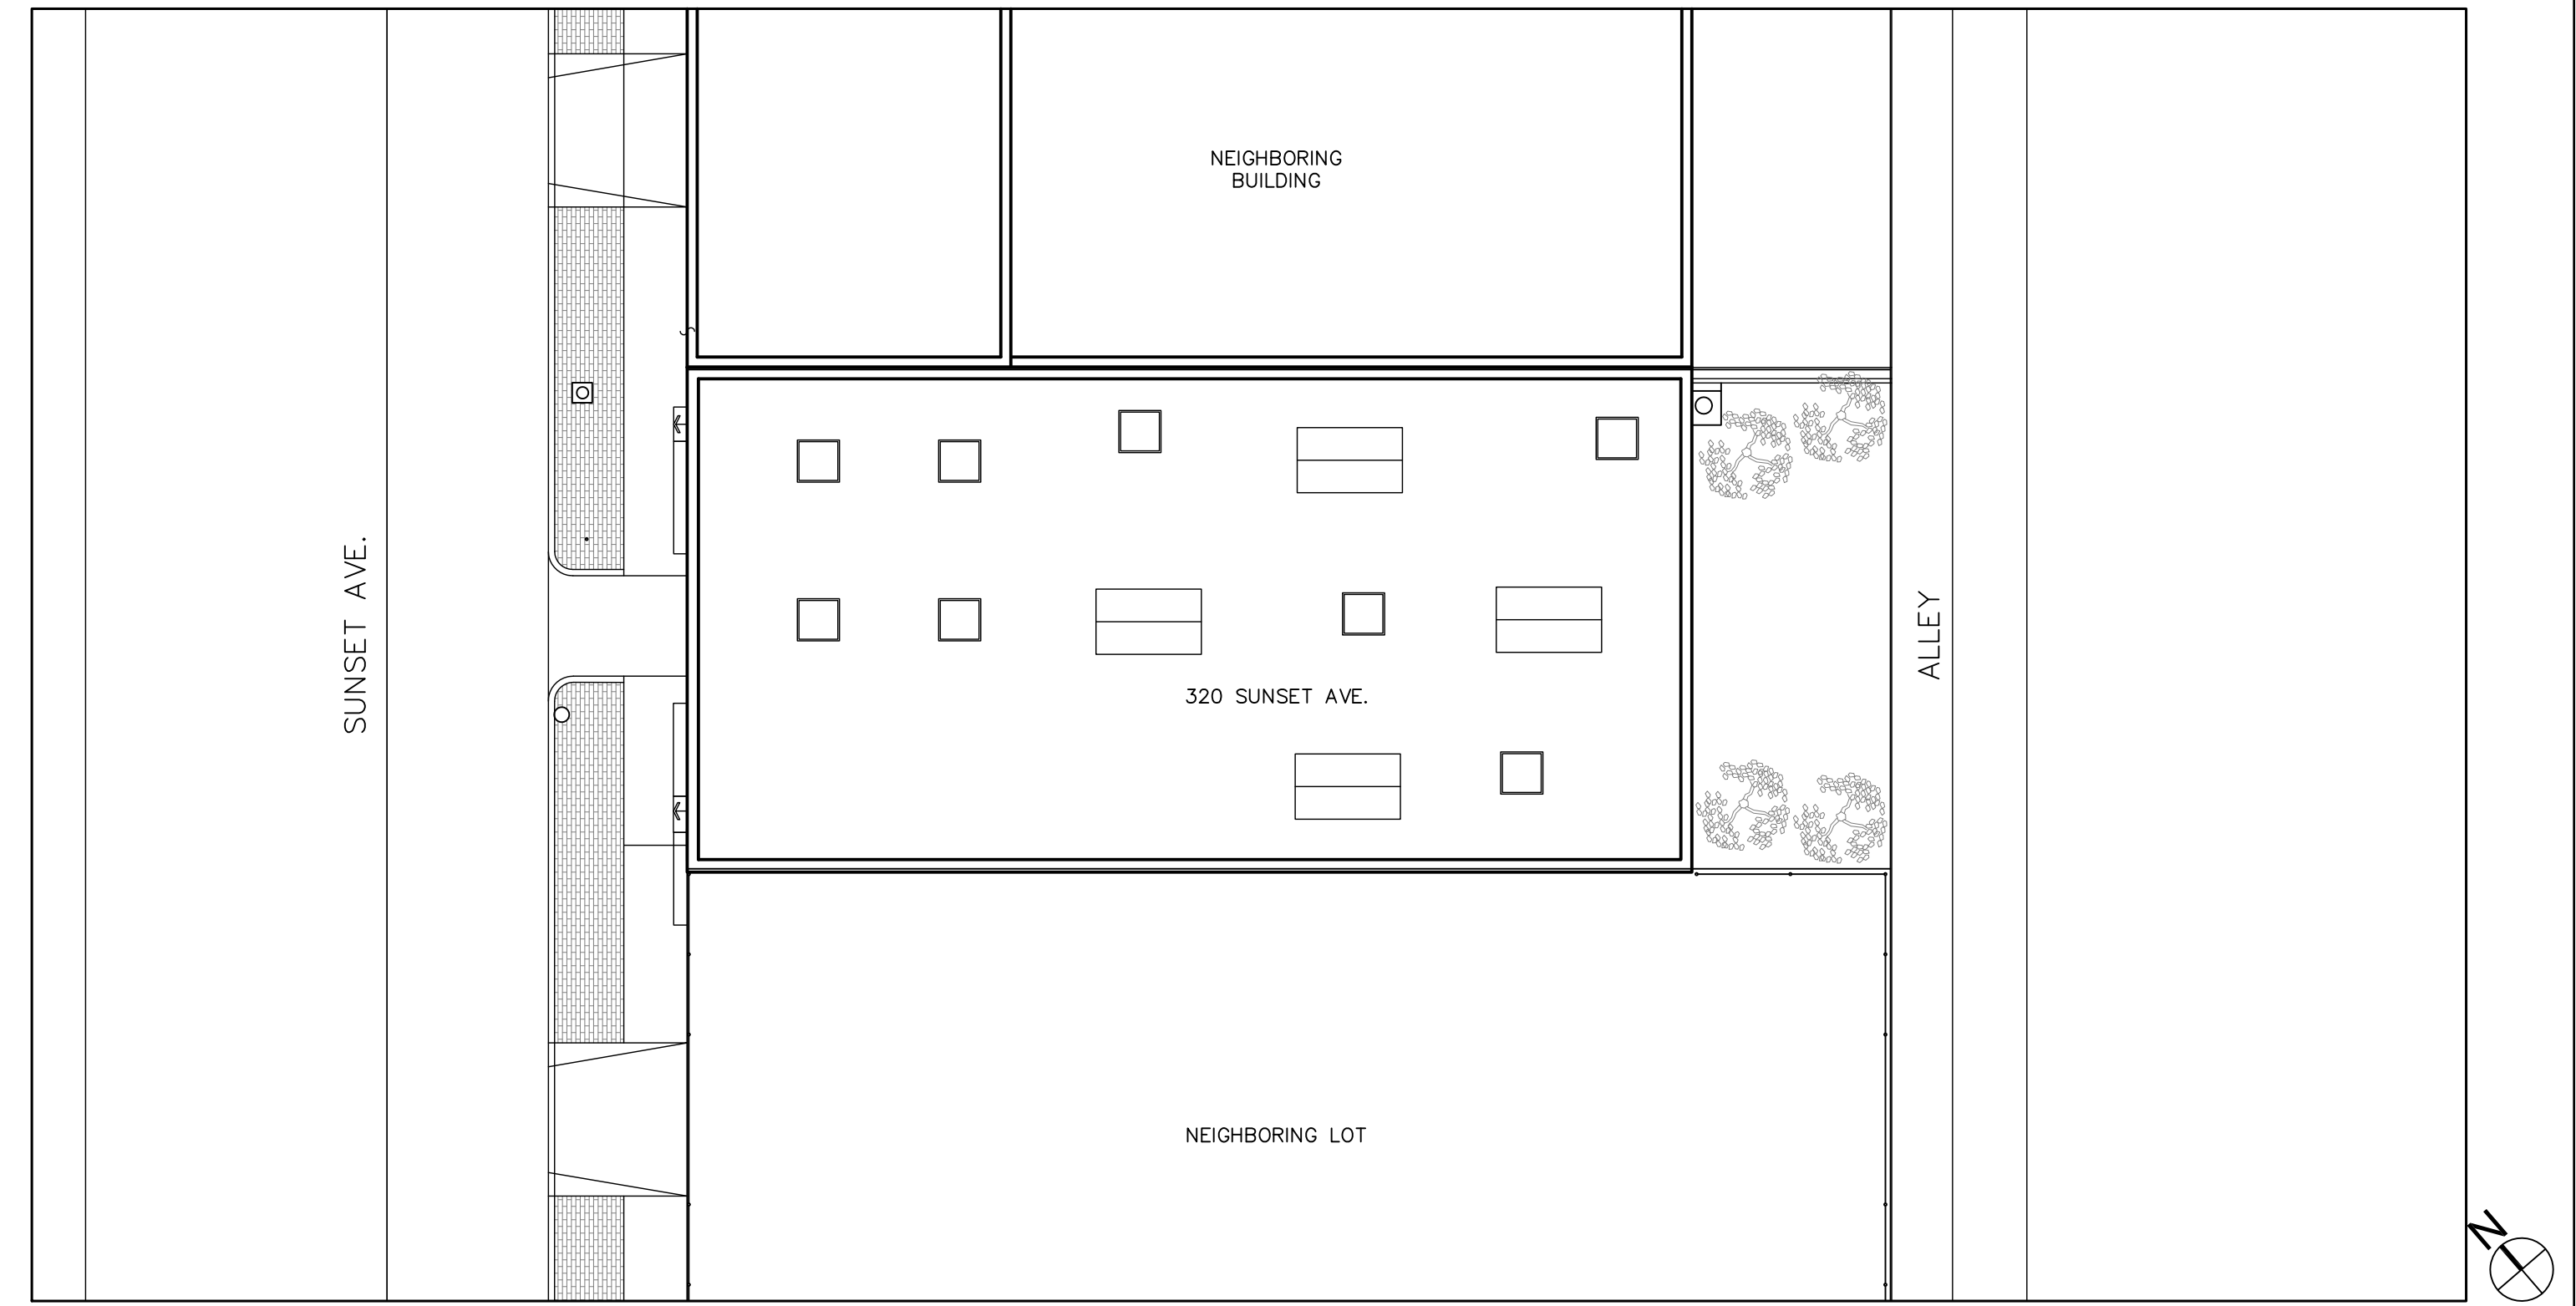 NEIGHBORING
BUILDING
SUNSET AVE.
ALLEY
320 SUNSET AVE.
NEIGHBORING LOT
N